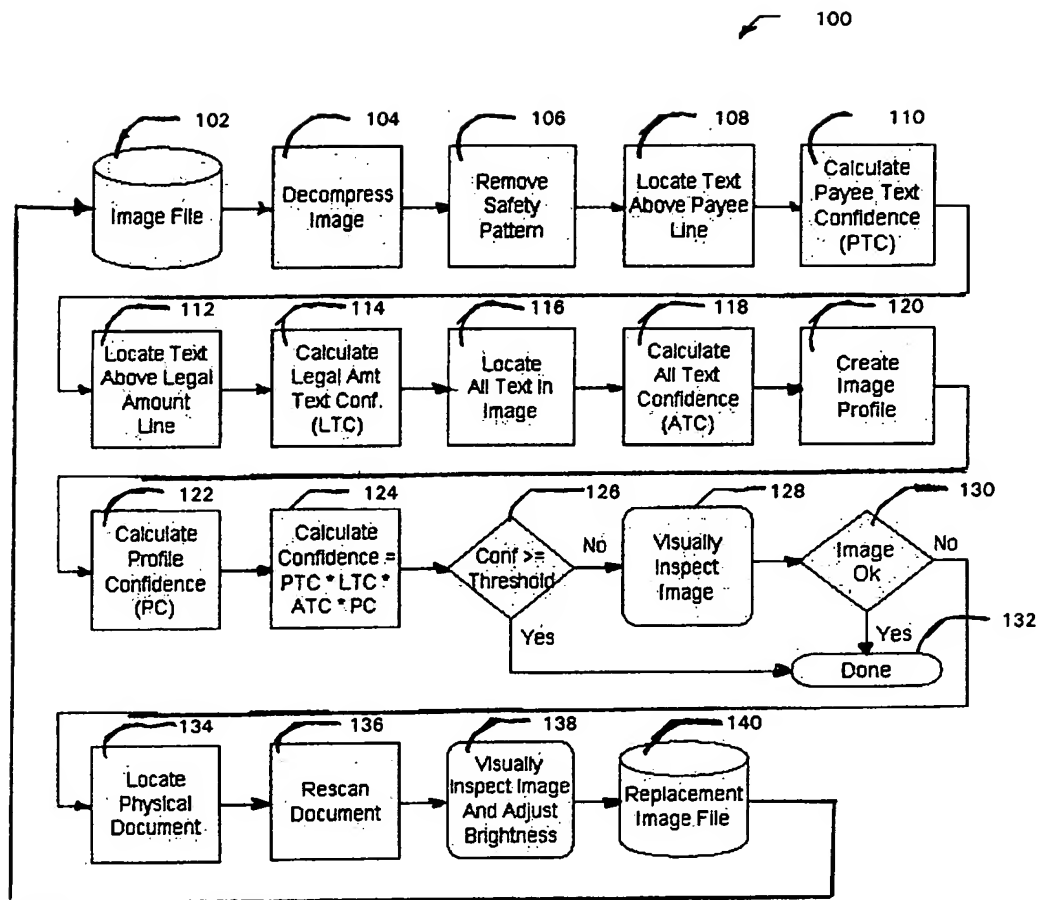 100
102
104
106
108
110
Image File
Decompress
Image
Remove
Safety
Pattern
Locate Text
Above Payee
Line
Calculate
Payee Text
Confidence
(PTC)
112
114
116
118
120
Locate Text
Above Legal
Amount
Line
Calculate
Legal Amt
Text Conf.
(LTC)
Locate
All Text In
Image
Calculate
All Text
Confidence
(ATC)
Create
Image
Profile
122
124
126
128
130
Calculate
Profile
Confidence
(PC)
Calculate
Confidence =
PTC * LTC *
ATC * PC
Conf >=
Threshold
No
Visually
Inspect
Image
Image
Ok
No
Yes
Yes
132
Done
134
136
138
140
Locate
Physical
Document
Rescan
Document
Visually
Inspect Image
And Adjust
Brightness
Replacement
Image File